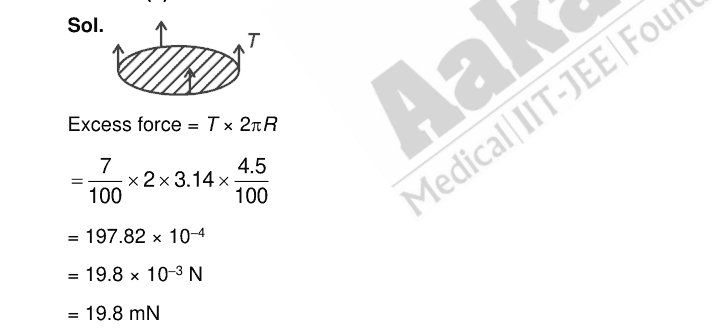 Sol.
T
Excess force = T × 2πR
= 7/100 × 2 × 3.14 × 4.5/100
= 197.82 × 10⁻⁴
= 19.8 × 10⁻³ N
= 19.8 mN
Aaka
Medical|IIT-JEE|Foun